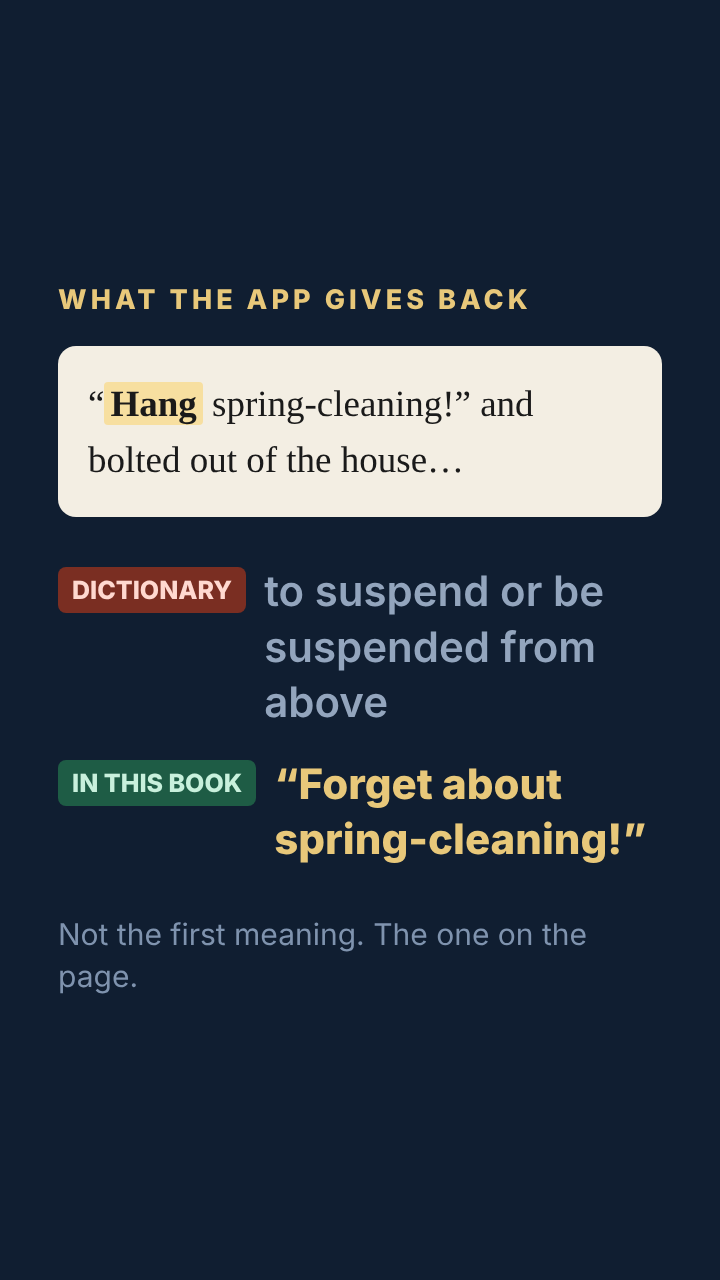 WHAT THE APP GIVES BACK
“Hang spring-cleaning!” and
bolted out of the house…
DICTIONARY to suspend or be
suspended from
above
IN THIS BOOK “Forget about
spring-cleaning!”
Not the first meaning. The one on the
page.